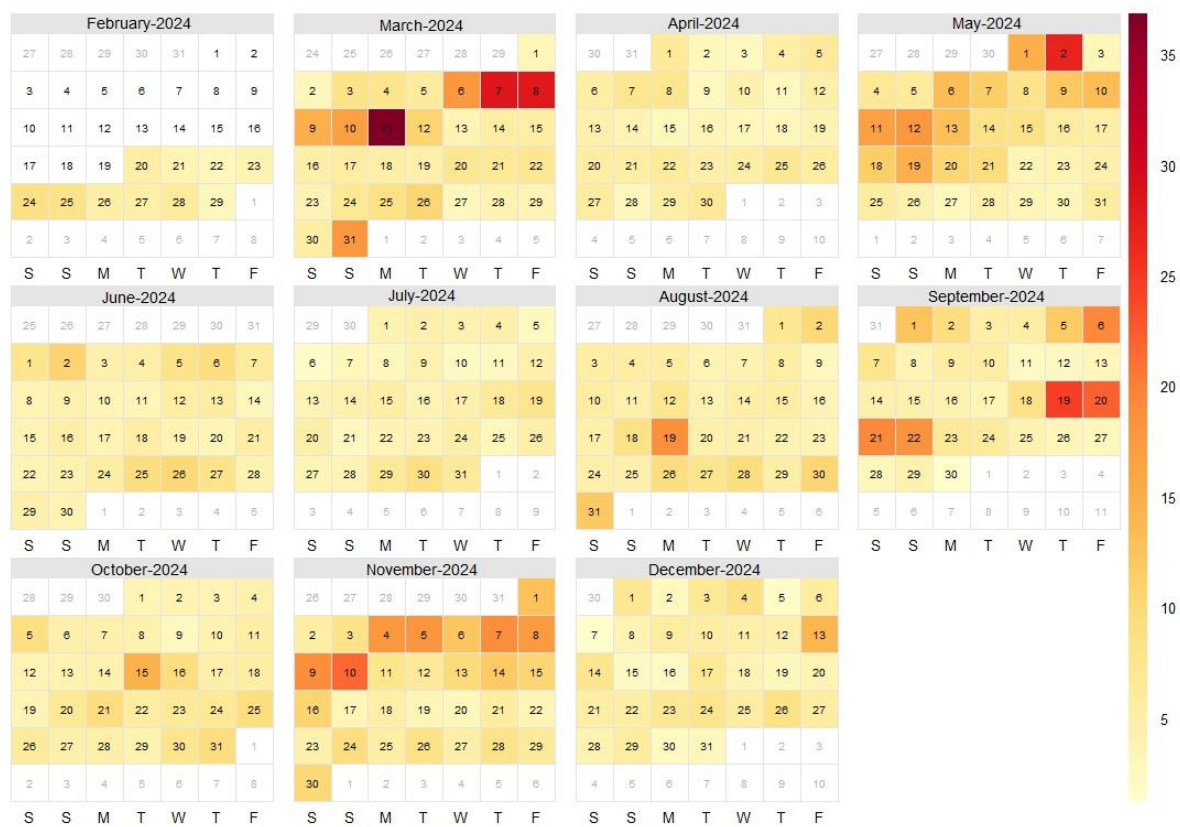 February-2024
27 28 29 30 31 1 2
3 4 5 6 7 8 9
10 11 12 13 14 15 16
17 18 19 20 21 22 23
24 25 26 27 28 29 1
2 3 4 5 6 7 8
S S M T W T F
March-2024
24 25 26 27 28 29 1
2 3 4 5 6 7 8
9 10 11 12 13 14 15
16 17 18 19 20 21 22
23 24 25 26 27 28 29
30 31 1 2 3 4 5
S S M T W T F
April-2024
30 31 1 2 3 4 5
6 7 8 9 10 11 12
13 14 15 16 17 18 19
20 21 22 23 24 25 26
27 28 29 30 1 2 3
4 5 6 7 8 9 10
S S M T W T F
May-2024
27 28 29 30 1 2 3
4 5 6 7 8 9 10
11 12 13 14 15 16 17
18 19 20 21 22 23 24
25 26 27 28 29 30 31
1 2 3 4 5 6 7
S S M T W T F
June-2024
25 26 27 28 29 30 31
1 2 3 4 5 6 7
8 9 10 11 12 13 14
15 16 17 18 19 20 21
22 23 24 25 26 27 28
29 30 1 2 3 4 5
S S M T W T F
July-2024
29 30 1 2 3 4 5
6 7 8 9 10 11 12
13 14 15 16 17 18 19
20 21 22 23 24 25 26
27 28 29 30 31 1 2
3 4 5 6 7 8 9
S S M T W T F
August-2024
27 28 29 30 31 1 2
3 4 5 6 7 8 9
10 11 12 13 14 15 16
17 18 19 20 21 22 23
24 25 26 27 28 29 30
31 1 2 3 4 5 6
S S M T W T F
September-2024
31 1 2 3 4 5 6
7 8 9 10 11 12 13
14 15 16 17 18 19 20
21 22 23 24 25 26 27
28 29 30 1 2 3 4
5 6 7 8 9 10 11
S S M T W T F
October-2024
28 29 30 1 2 3 4
5 6 7 8 9 10 11
12 13 14 15 16 17 18
19 20 21 22 23 24 25
26 27 28 29 30 31 1
2 3 4 5 6 7 8
S S M T W T F
November-2024
26 27 28 29 30 31 1
2 3 4 5 6 7 8
9 10 11 12 13 14 15
16 17 18 19 20 21 22
23 24 25 26 27 28 29
30 1 2 3 4 5 6
S S M T W T F
December-2024
30 1 2 3 4 5 6
7 8 9 10 11 12 13
14 15 16 17 18 19 20
21 22 23 24 25 26 27
28 29 30 31 1 2 3
4 5 6 7 8 9 10
S S M T W T F
35
30
25
20
15
10
5